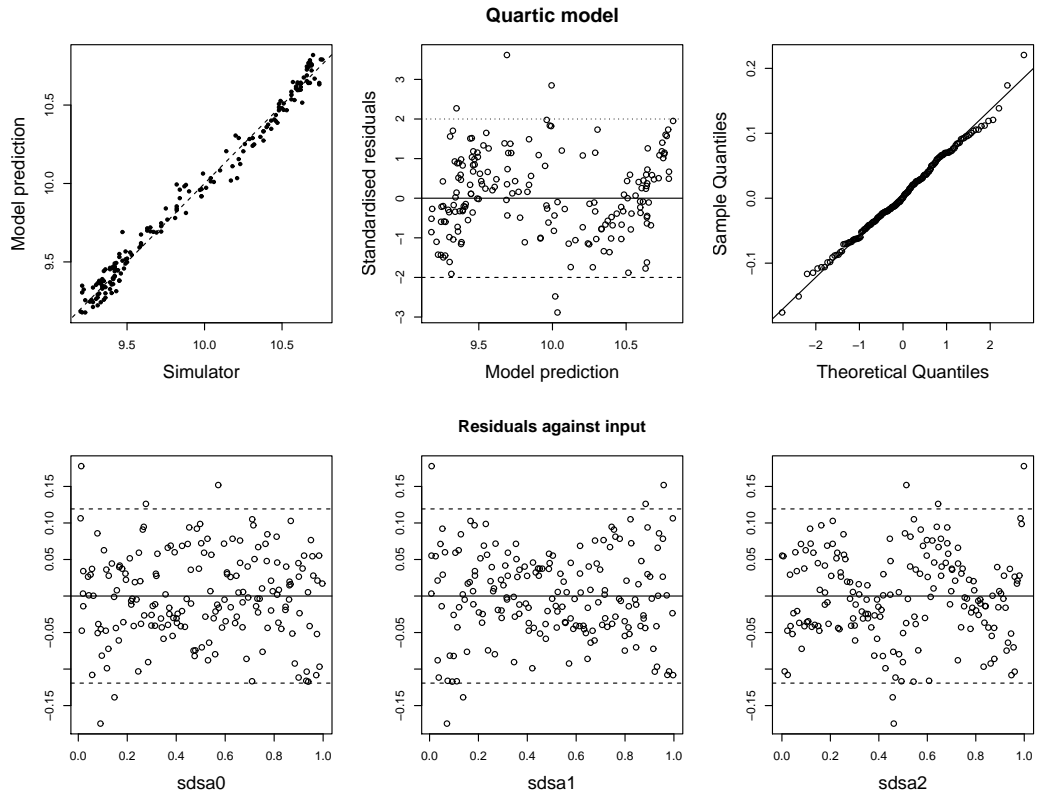 Quartic model
Model prediction
10.5
10.0
9.5
9.5 10.0 10.5
Simulator
Standardised residuals
3
2
1
0
−1
−2
−3
9.5 10.0 10.5
Model prediction
Sample Quantiles
0.2
0.1
0.0
−0.1
−2 −1 0 1 2
Theoretical Quantiles
Residuals against input
0.15
0.10
0.05
−0.05
−0.15
0.0 0.2 0.4 0.6 0.8 1.0
sdsa0
0.15
0.10
0.05
−0.05
−0.15
0.0 0.2 0.4 0.6 0.8 1.0
sdsa1
0.15
0.10
0.05
−0.05
−0.15
0.0 0.2 0.4 0.6 0.8 1.0
sdsa2